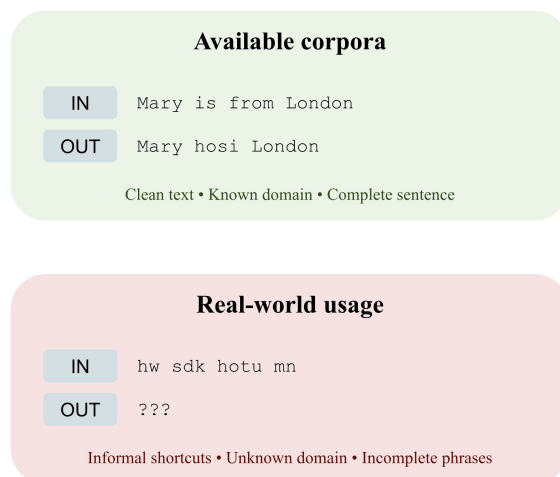 Available corpora
IN Mary is from London
OUT Mary hosi London
Clean text • Known domain • Complete sentence
Real-world usage
IN hw sdk hotu mn
OUT ???
Informal shortcuts • Unknown domain • Incomplete phrases